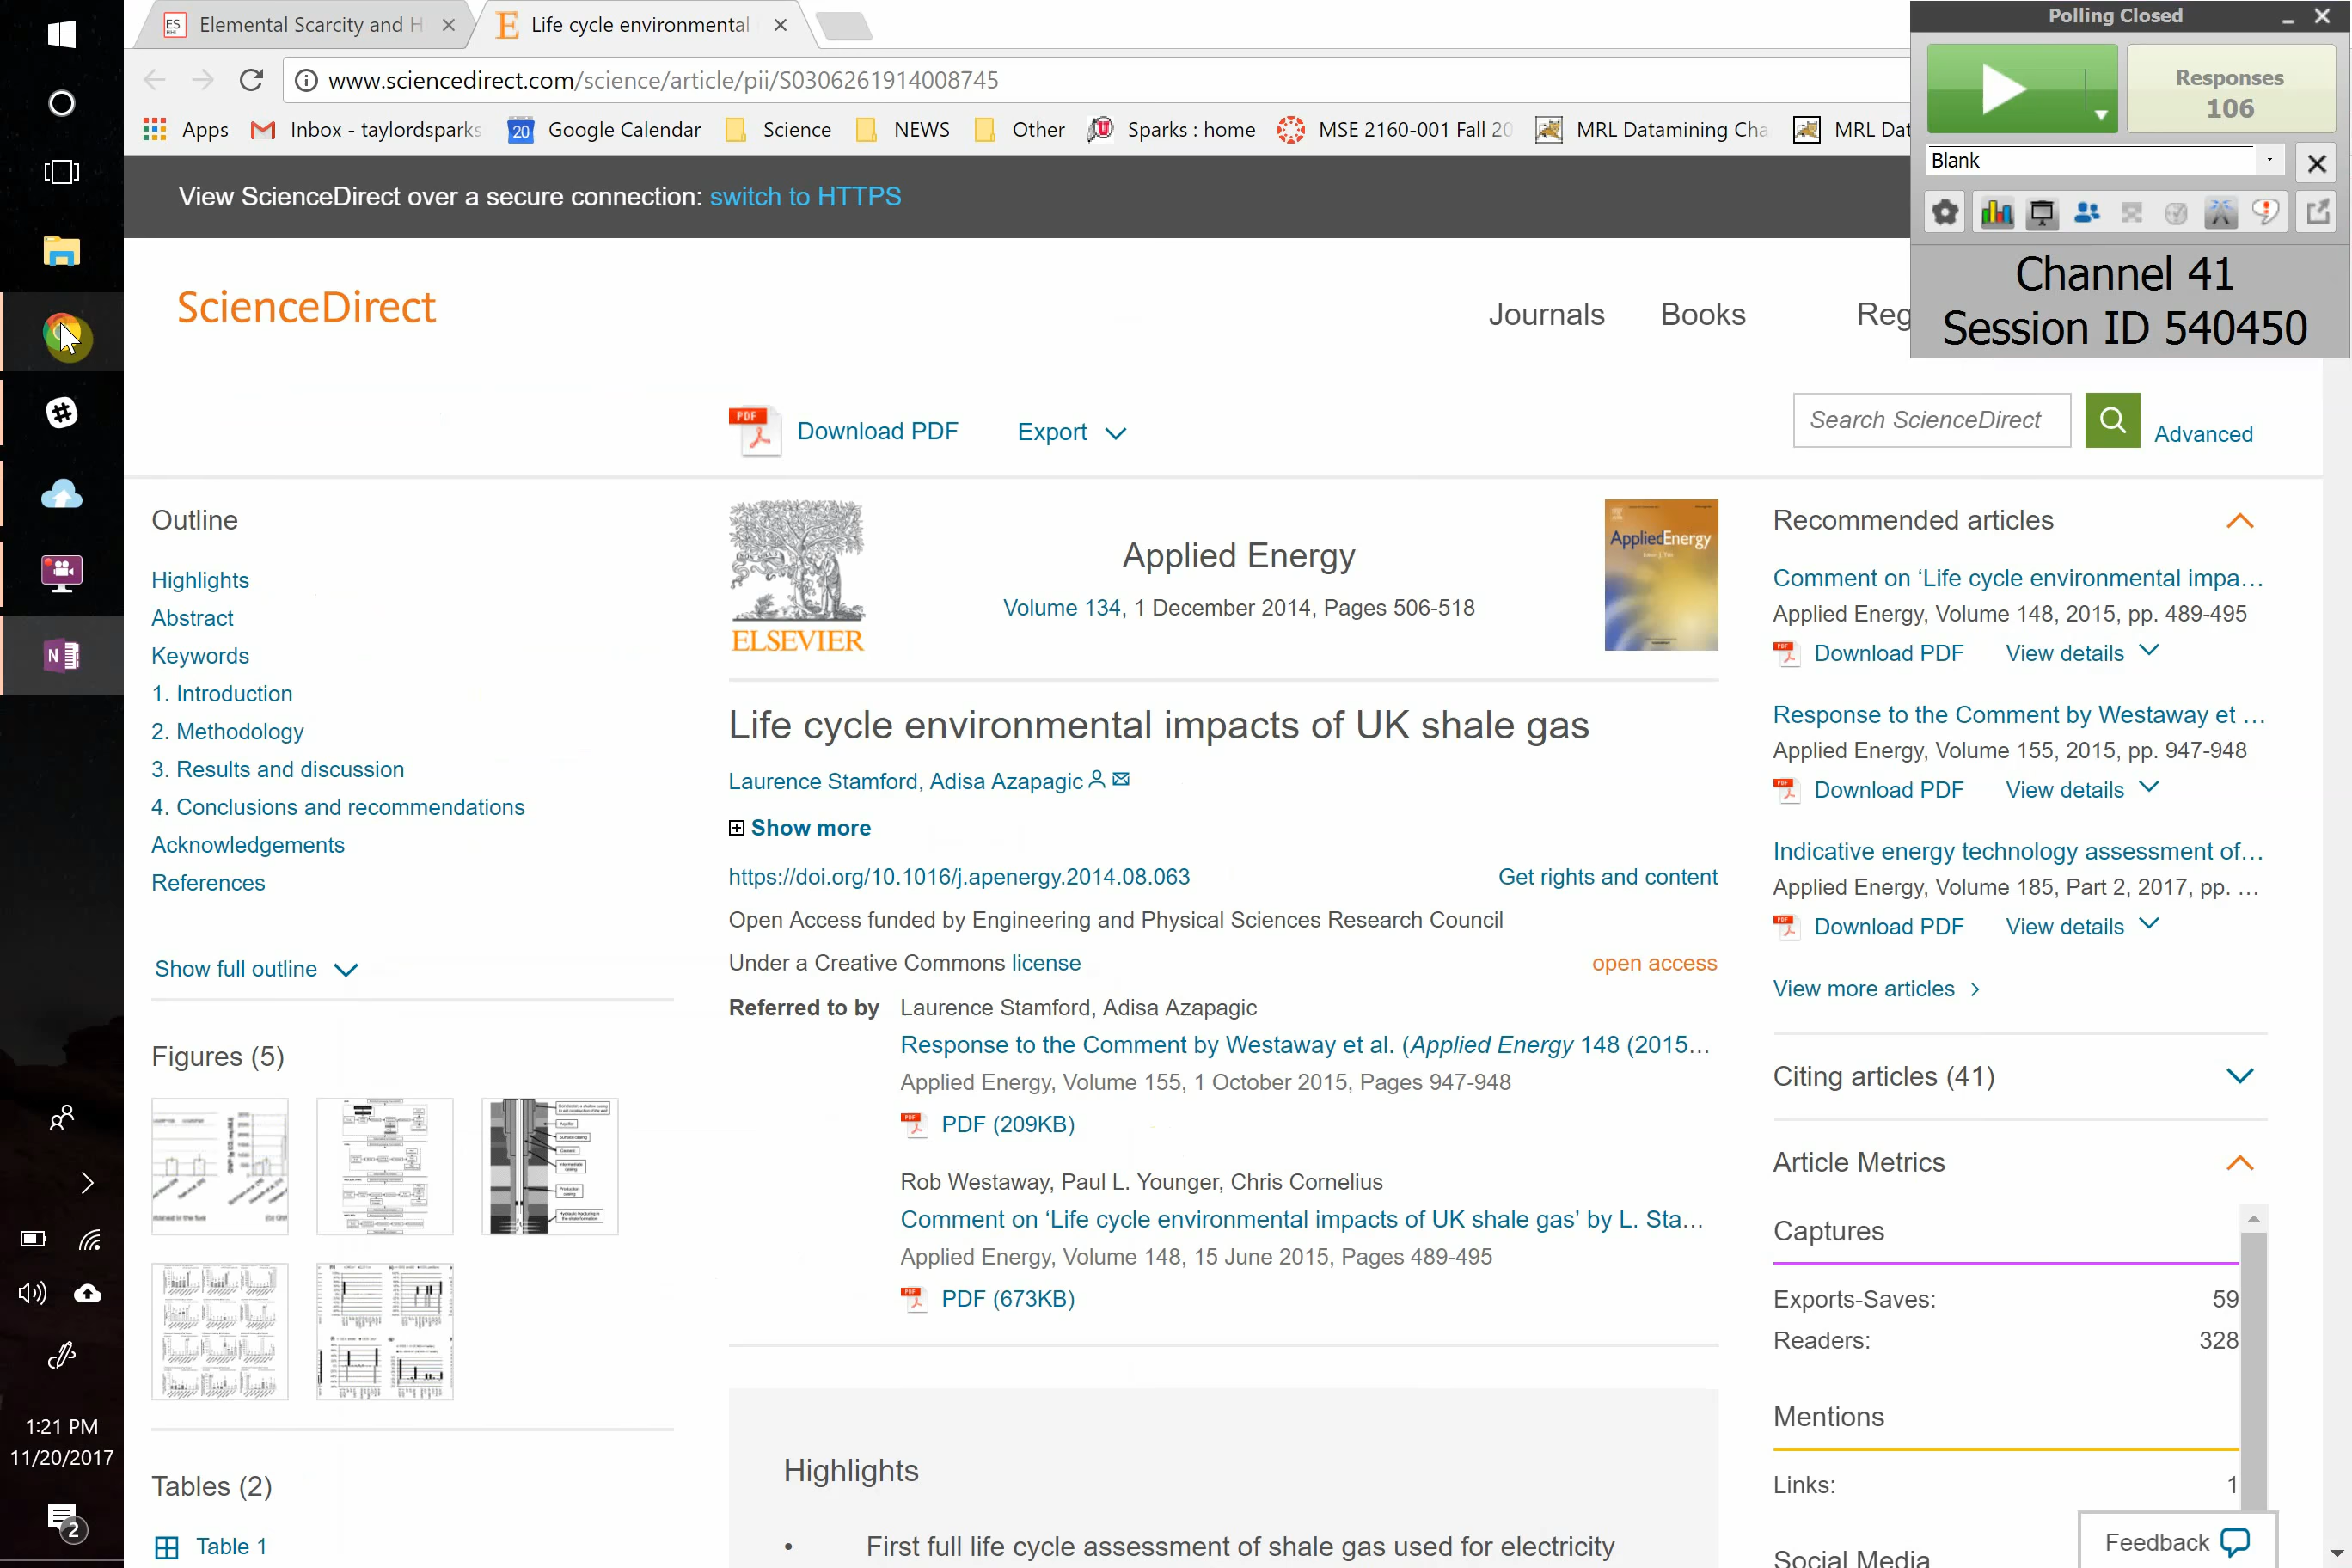 Elemental Scarcity and H
Life cycle environmental
www.sciencedirect.com/science/article/pii/S0306261914008745
Apps
Inbox - taylordsparks
20
Google Calendar
Science
NEWS
Other
Sparks : home
MSE 2160-001 Fall 20
MRL Datamining Cha
MRL Dat
Polling Closed
Responses
106
Blank
Channel 41
Session ID 540450
View ScienceDirect over a secure connection: switch to HTTPS
ScienceDirect
Journals
Books
Reg
PDF
Download PDF
Export
Search ScienceDirect
Advanced
Outline
Highlights
Abstract
Keywords
1. Introduction
2. Methodology
3. Results and discussion
4. Conclusions and recommendations
Acknowledgements
References
Show full outline
Figures (5)
Tables (2)
Table 1
ELSEVIER
Applied Energy
Volume 134, 1 December 2014, Pages 506-518
AppliedEnergy
Life cycle environmental impacts of UK shale gas
Laurence Stamford, Adisa Azapagic
Show more
https://doi.org/10.1016/j.apenergy.2014.08.063
Get rights and content
Open Access funded by Engineering and Physical Sciences Research Council
Under a Creative Commons license
open access
Referred to by
Laurence Stamford, Adisa Azapagic
Response to the Comment by Westaway et al. (Applied Energy 148 (2015...
Applied Energy, Volume 155, 1 October 2015, Pages 947-948
PDF (209KB)
Rob Westaway, Paul L. Younger, Chris Cornelius
Comment on ‘Life cycle environmental impacts of UK shale gas’ by L. Sta...
Applied Energy, Volume 148, 15 June 2015, Pages 489-495
PDF (673KB)
Highlights
• First full life cycle assessment of shale gas used for electricity
Recommended articles
Comment on ‘Life cycle environmental impa...
Applied Energy, Volume 148, 2015, pp. 489-495
Download PDF
View details
Response to the Comment by Westaway et ...
Applied Energy, Volume 155, 2015, pp. 947-948
Download PDF
View details
Indicative energy technology assessment of...
Applied Energy, Volume 185, Part 2, 2017, pp. ...
Download PDF
View details
View more articles
Citing articles (41)
Article Metrics
Captures
Exports-Saves: 59
Readers: 328
Mentions
Links: 1
Social Media
Feedback
1:21 PM
11/20/2017
2